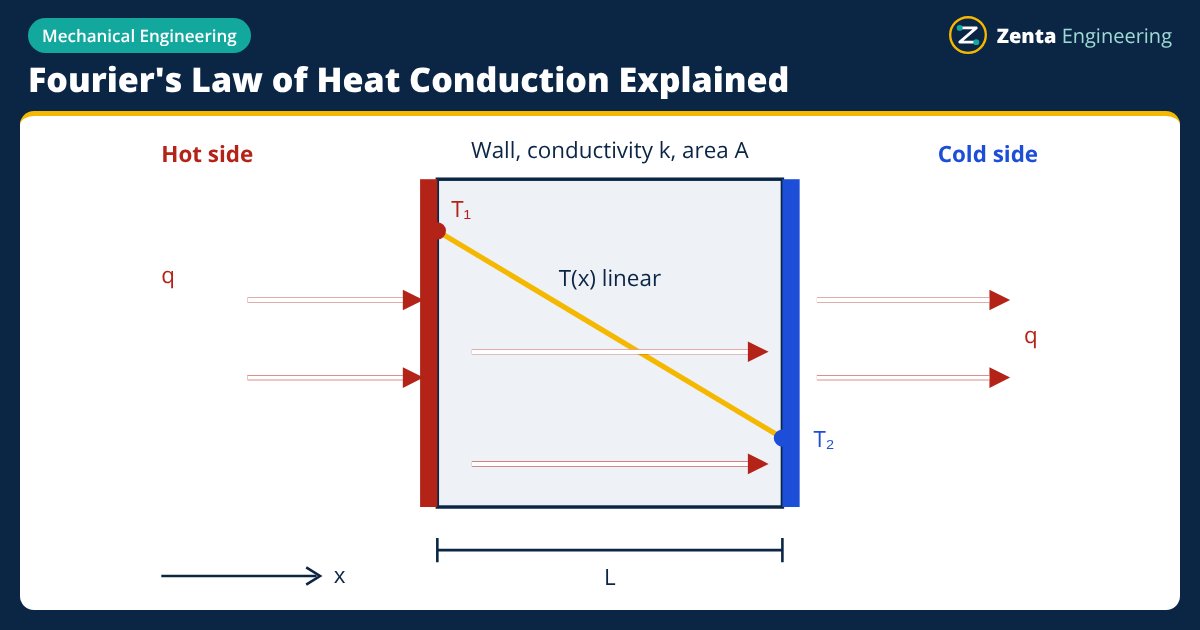 Mechanical Engineering
Zenta Engineering
Fourier's Law of Heat Conduction Explained
Hot side
Wall, conductivity k, area A
Cold side
T₁
q
T(x) linear
q
T₂
x
L